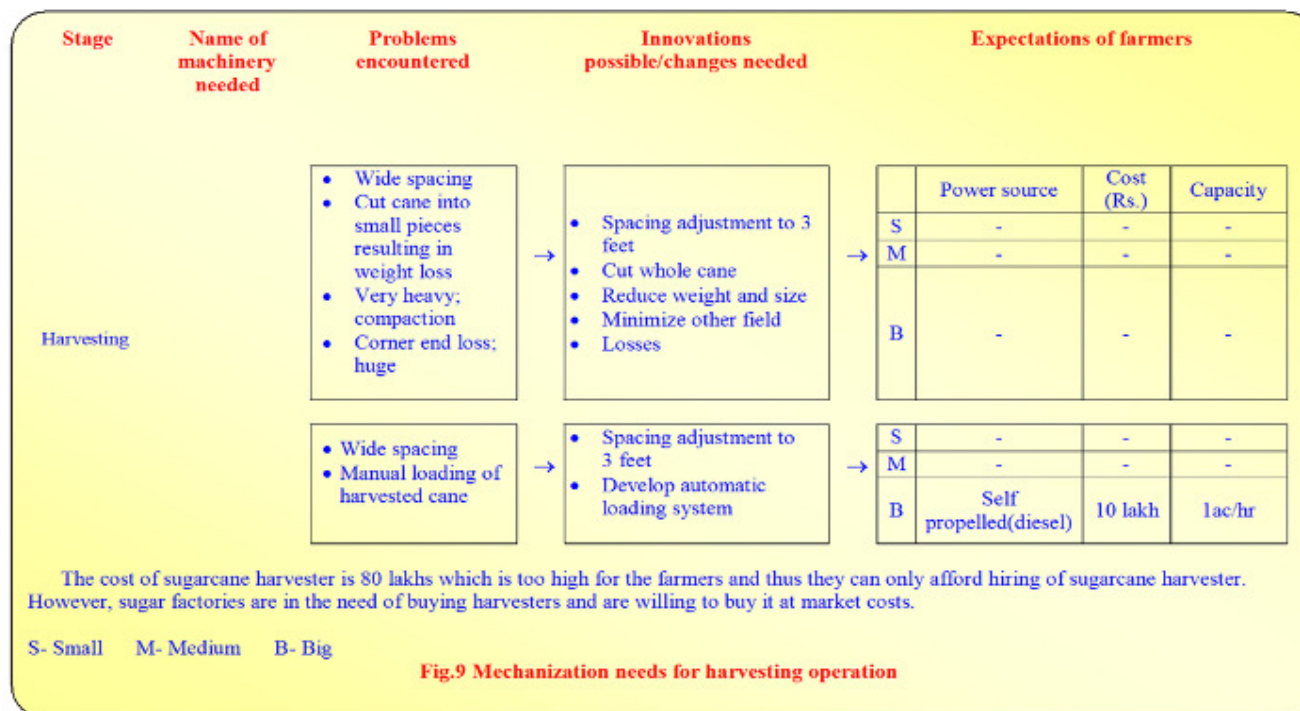 Stage
Name of
machinery
needed
Problems
encountered
Innovations
possible/changes needed
Expectations of farmers
Harvesting
• Wide spacing
• Cut cane into
small pieces
resulting in
weight loss
• Very heavy;
compaction
• Corner end loss;
huge
→
• Spacing adjustment to 3
feet
• Cut whole cane
• Reduce weight and size
• Minimize other field
• Losses
→
Power source Cost
(Rs.) Capacity
S - - -
M - - -
B - - -
• Wide spacing
• Manual loading of
harvested cane
→
• Spacing adjustment to
3 feet
• Develop automatic
loading system
→
S - - -
M - - -
B Self
propelled(diesel) 10 lakh 1ac/hr
The cost of sugarcane harvester is 80 lakhs which is too high for the farmers and thus they can only afford hiring of sugarcane harvester.
However, sugar factories are in the need of buying harvesters and are willing to buy it at market costs.
S- Small M- Medium B- Big
Fig.9 Mechanization needs for harvesting operation